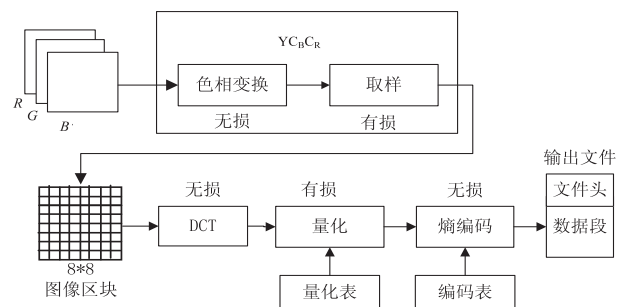 YCBCR
R
G
B
色相变换
取样
无损
有损
输出文件
文件头
数据段
无损
有损
无损
DCT
量化
熵编码
8*8
图像区块
量化表
编码表